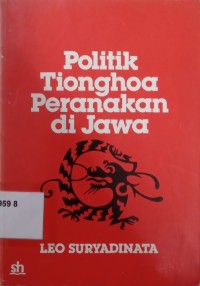 Politik
Tionghoa
Peranakan
di Jawa
959 8
LEO SURYADINATA
sh